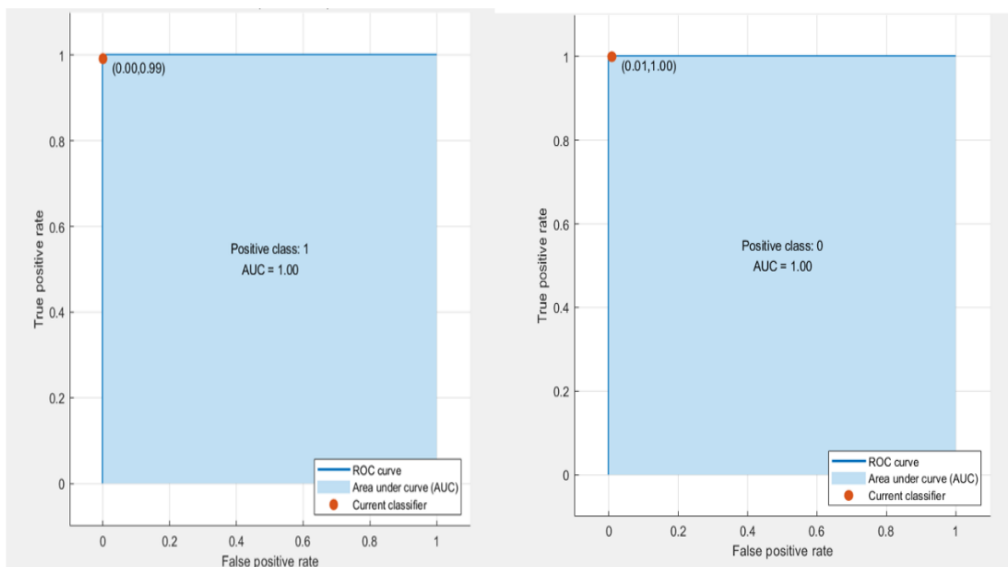 1
(0.00,0.99)
0.8
0.6
Positive class: 1
AUC = 1.00
0.4
0.2
0
True positive rate
ROC curve
Area under curve (AUC)
Current classifier
0 0.2 0.4 0.6 0.8 1
False positive rate
1
(0.01,1.00)
0.8
0.6
Positive class: 0
AUC = 1.00
0.4
0.2
0
True positive rate
ROC curve
Area under curve (AUC)
Current classifier
0 0.2 0.4 0.6 0.8 1
False positive rate